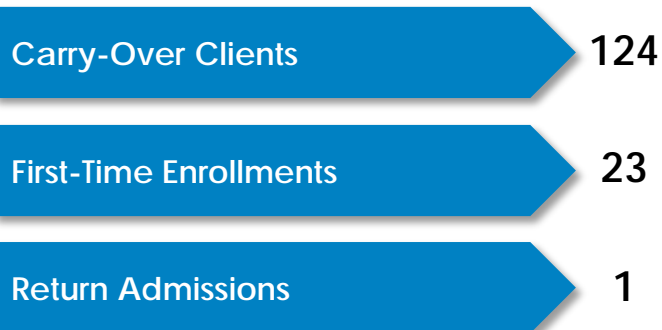 Carry-Over Clients 124
First-Time Enrollments 23
Return Admissions 1